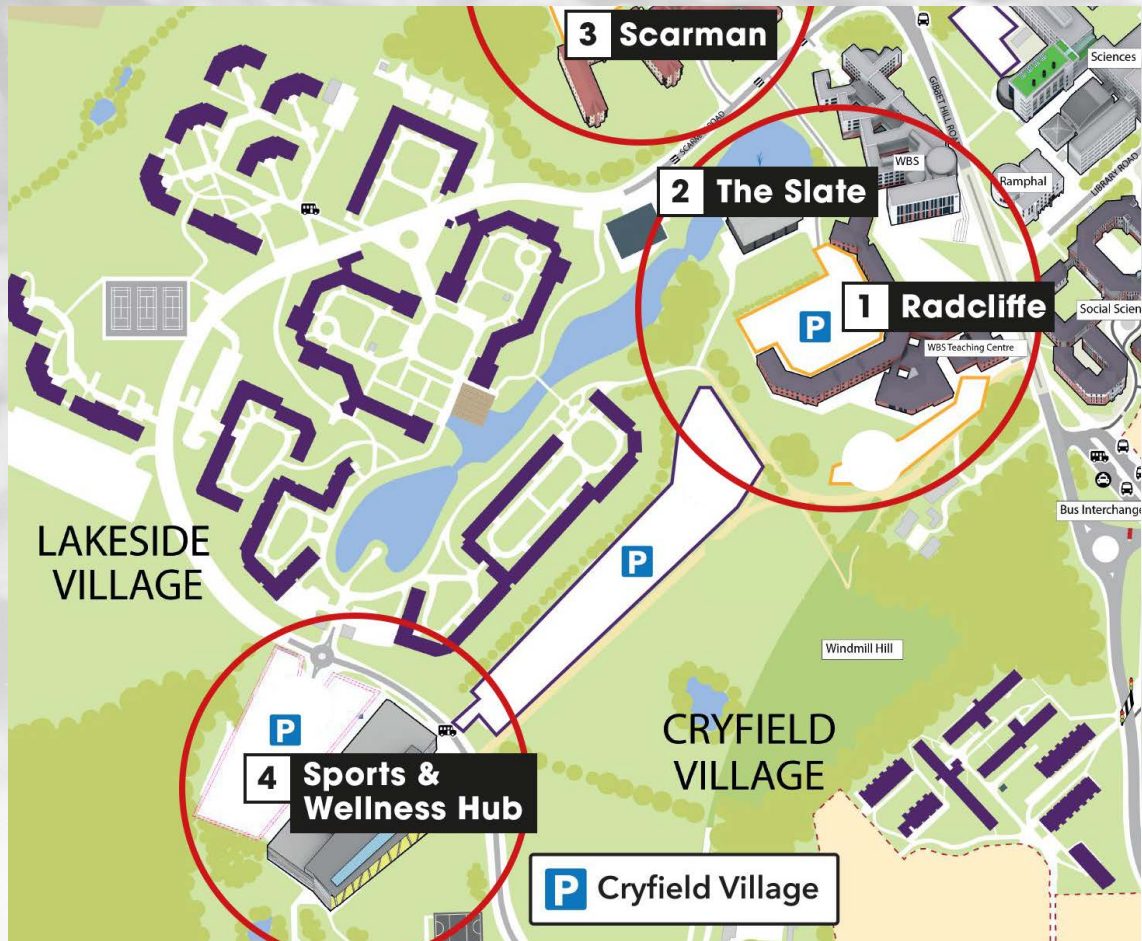 3 Scarman
Sciences
GIBBET HILL ROAD
SCARMAN ROAD
WBS
2 The Slate
Ramphal
LIBRARY ROAD
1 Radcliffe
P
Social Scien
WBS Teaching Centre
P
Bus Interchange
LAKESIDE
VILLAGE
Windmill Hill
P
CRYFIELD
VILLAGE
4 Sports &
Wellness Hub
P Cryfield Village